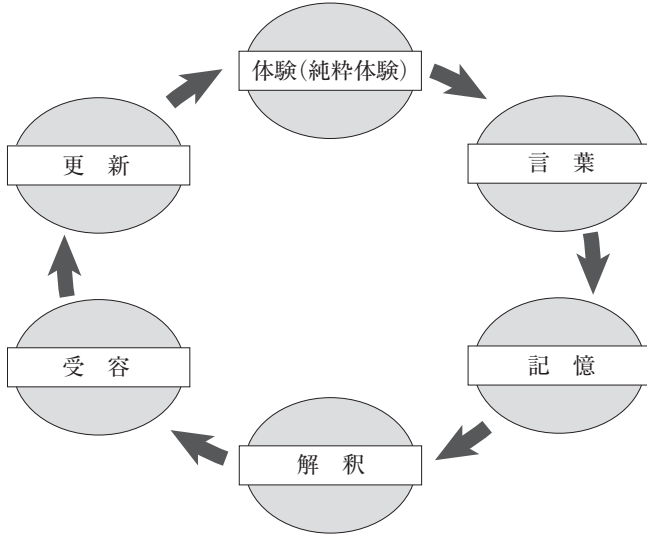 体験（純粋体験）
言　葉
記　憶
解　釈
受　容
更　新